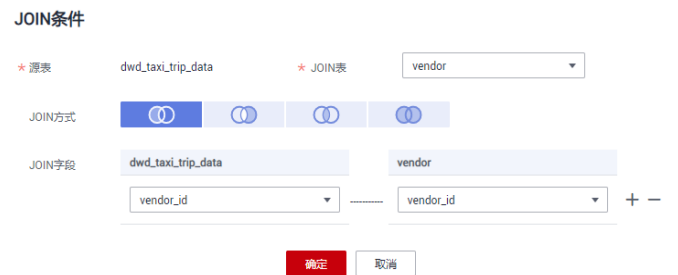 JOIN条件
* 源表 dwd_taxi_trip_data * JOIN表 vendor
JOIN方式
JOIN字段 dwd_taxi_trip_data vendor
vendor_id vendor_id
确定 取消